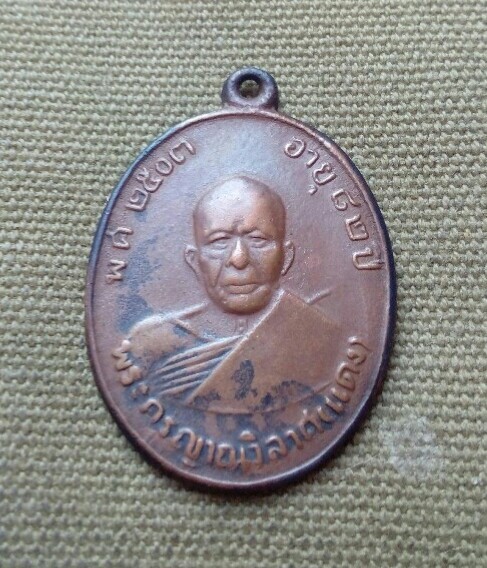 พ ศ ๒๕๐๓
อายุ ๘๒ ปี
พระครูญาณวิลาศ(แดง)